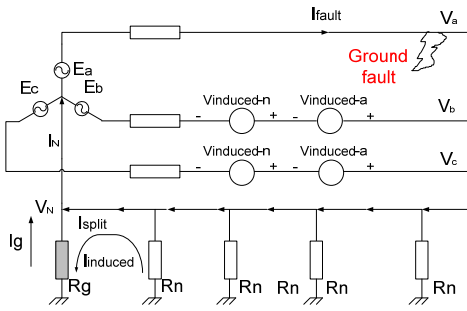 Ifault
Va
Ground
fault
Ea
Ec
Eb
Vinduced-n
Vinduced-a
- + - +
Vb
IN
Vinduced-n
Vinduced-a
- + - +
Vc
VN
Isplit
Ig
Iinduced
Rg
Rn
Rn
Rn
Rn